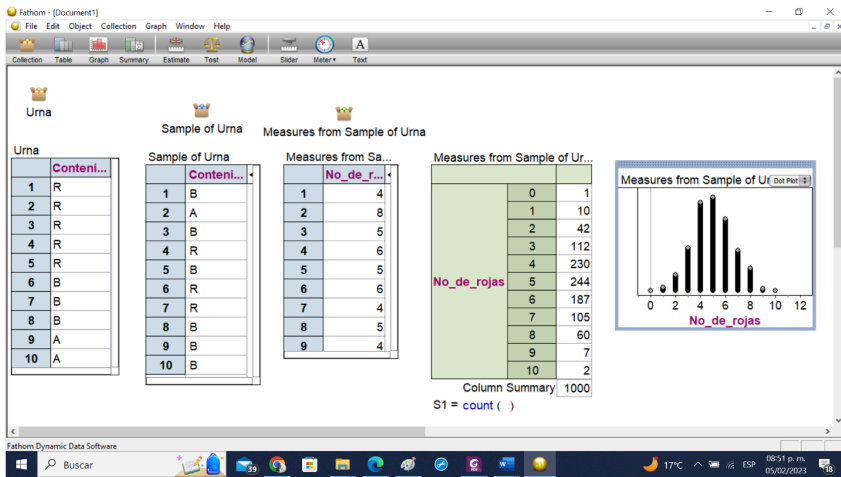 Fathom - [Document1]
File Edit Object Collection Graph Window Help
Collection Table Graph Summary Estimate Test Model Slider Meter Text
Urna
Sample of Urna
Measures from Sample of Urna
Urna
Conteni...
1 R
2 R
3 R
4 R
5 R
6 B
7 B
8 B
9 A
10 A
Sample of Urna
Conteni...
1 B
2 A
3 B
4 R
5 B
6 R
7 R
8 B
9 B
10 B
Measures from Sa...
No_de_r...
1 4
2 8
3 5
4 6
5 5
6 6
7 4
8 5
9 4
Measures from Sample of Ur...
No_de_rojas
0 1
1 10
2 42
3 112
4 230
5 244
6 187
7 105
8 60
9 7
10 2
Column Summary 1000
S1 = count ( )
Measures from Sample of Ur Dot Plot
0 2 4 6 8 10 12
No_de_rojas
Fathom Dynamic Data Software
Buscar
39
17°C ESP 08:51 p. m.
05/02/2023
18